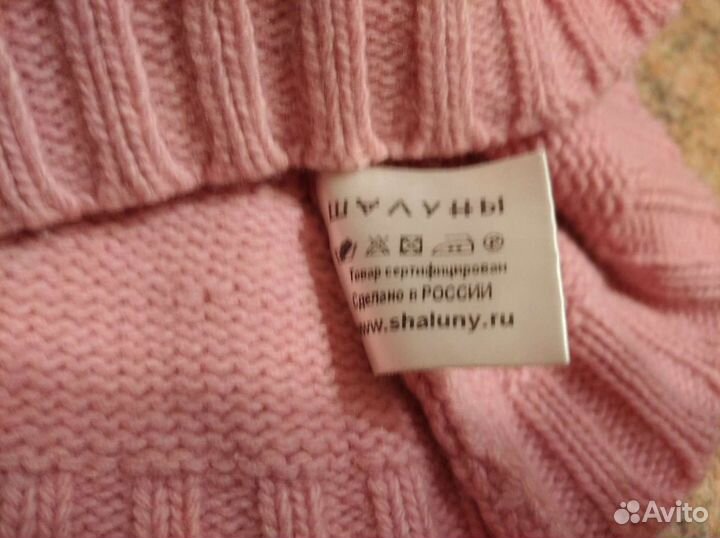 ШАЛУНЫ
Товар сертифицирован
Сделано в РОССИИ
www.shaluny.ru
Avito